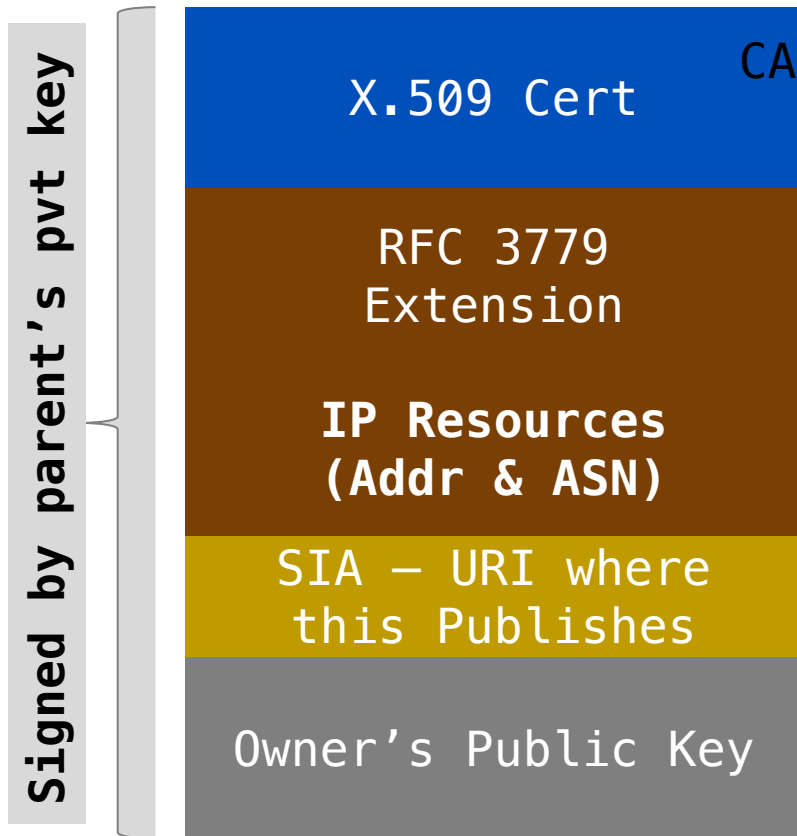 Signed by parent’s pvt key
CA
X.509 Cert
RFC 3779
Extension
IP Resources
(Addr & ASN)
SIA – URI where
this Publishes
Owner’s Public Key